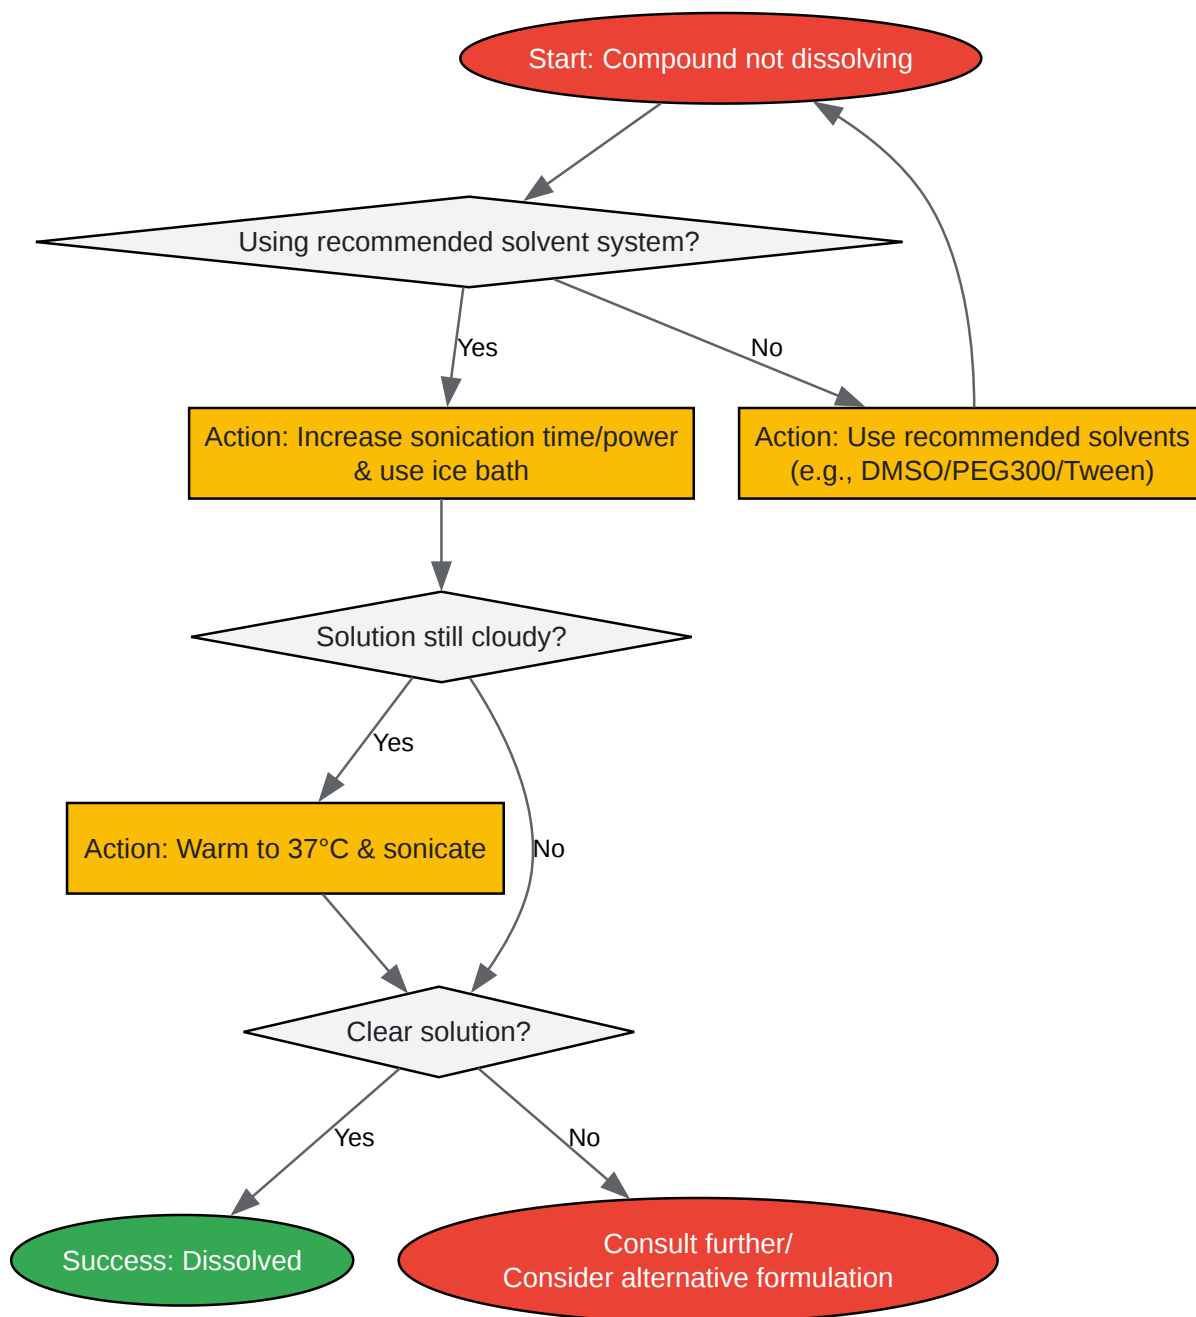 Start: Compound not dissolving
Using recommended solvent system?
Yes
No
Action: Increase sonication time/power
& use ice bath
Action: Use recommended solvents
(e.g., DMSO/PEG300/Tween)
Solution still cloudy?
Yes
Action: Warm to 37°C & sonicate
No
Clear solution?
Yes
No
Success: Dissolved
Consult further/
Consider alternative formulation